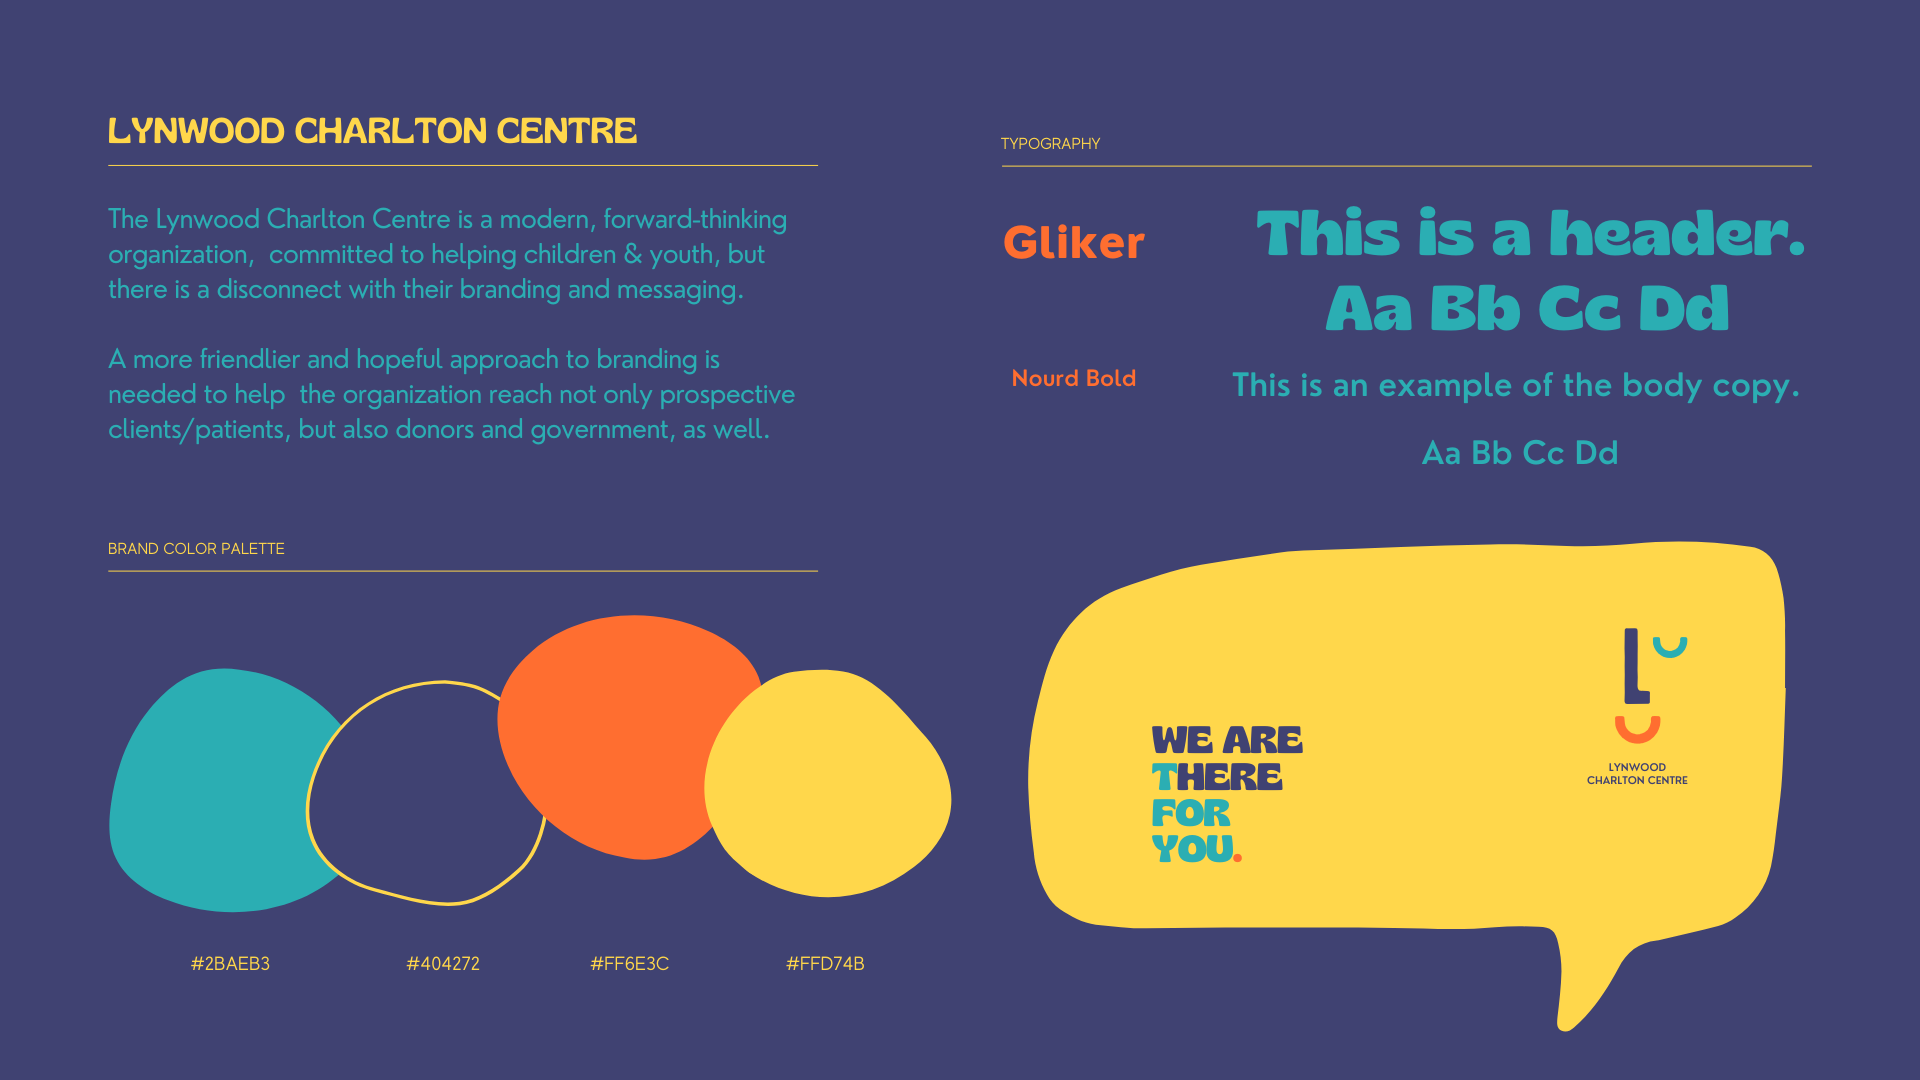 LYNWOOD CHARLTON CENTRE
The Lynwood Charlton Centre is a modern, forward-thinking
organization,  committed to helping children & youth, but
there is a disconnect with their branding and messaging.
A more friendlier and hopeful approach to branding is
needed to help  the organization reach not only prospective
clients/patients, but also donors and government, as well.
BRAND COLOR PALETTE
#2BAEB3
#404272
#FF6E3C
#FFD74B
TYPOGRAPHY
Gliker
This is a header.
Aa Bb Cc Dd
Nourd Bold
This is an example of the body copy.
Aa Bb Cc Dd
WE ARE
THERE
FOR
YOU.
L
LYNWOOD
CHARLTON CENTRE